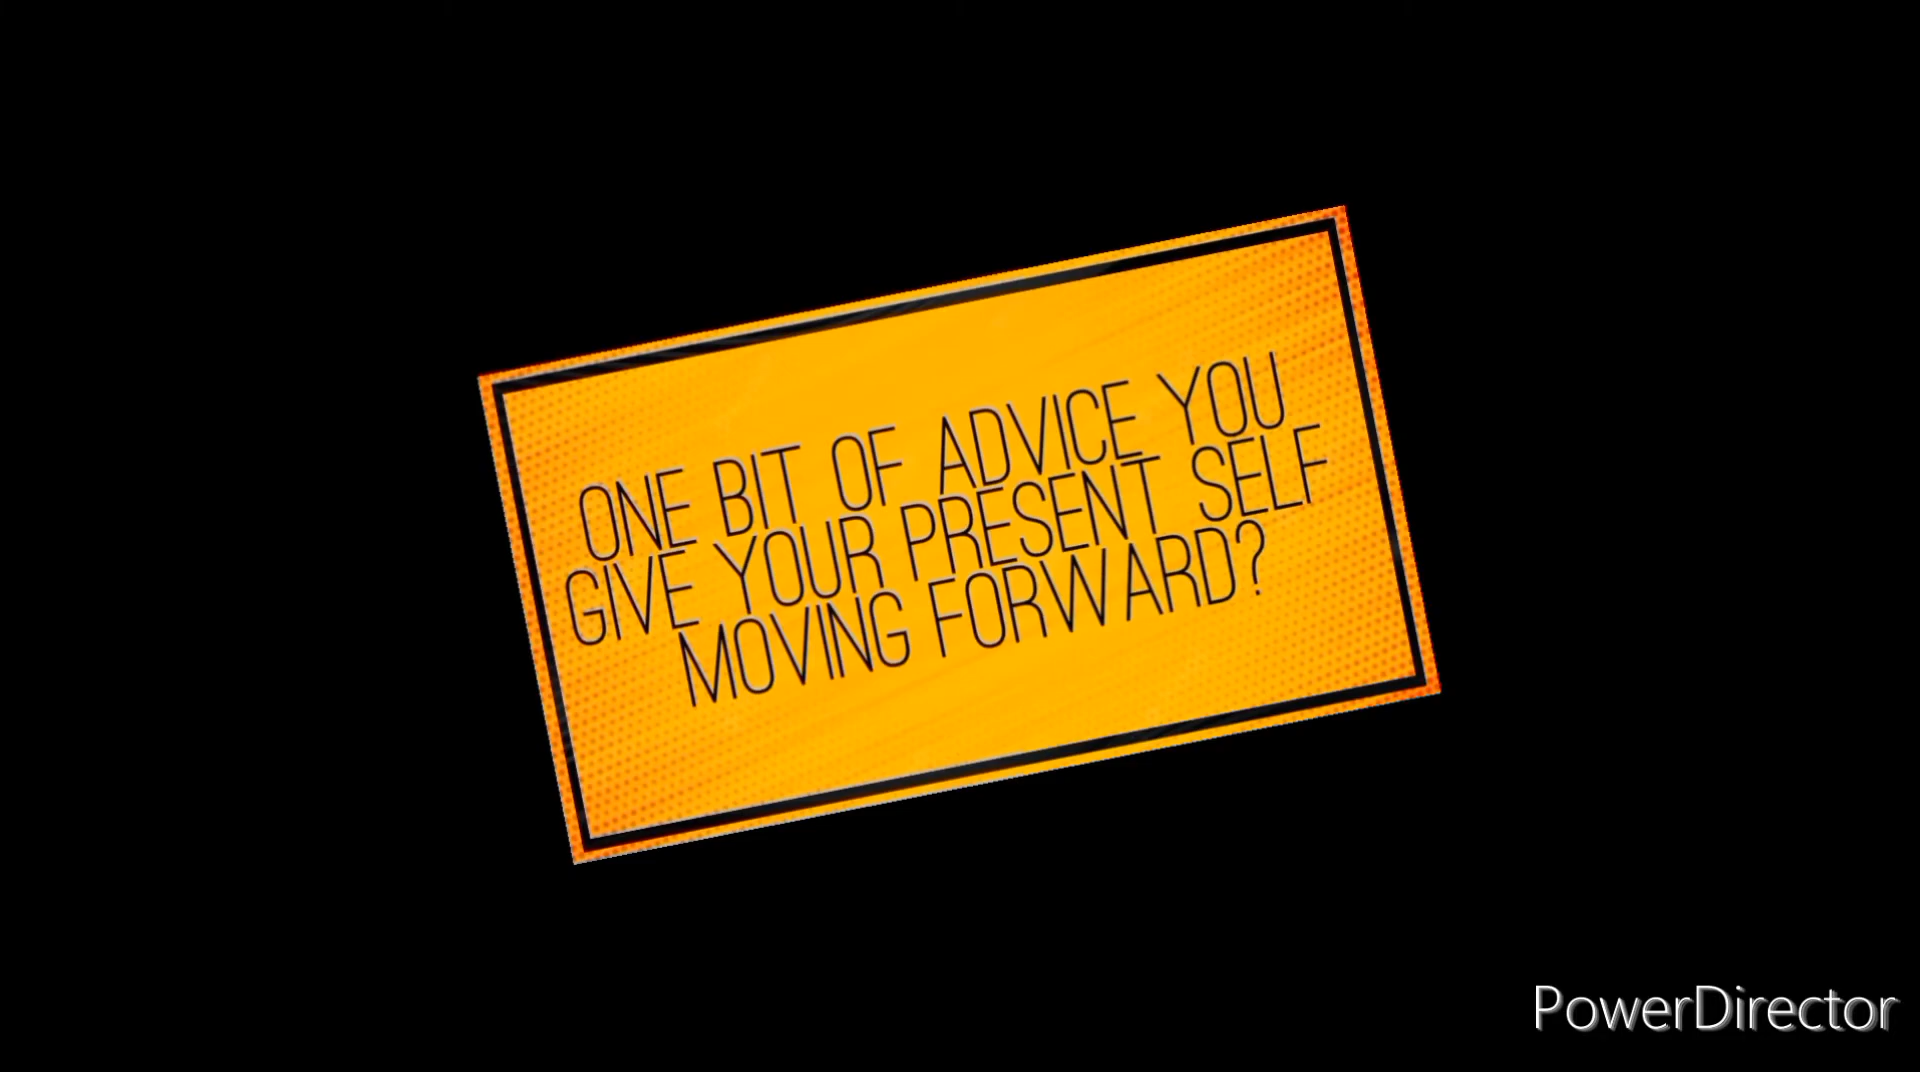 ONE BIT OF ADVICE YOU
GIVE YOUR PRESENT SELF
MOVING FORWARD?
PowerDirector